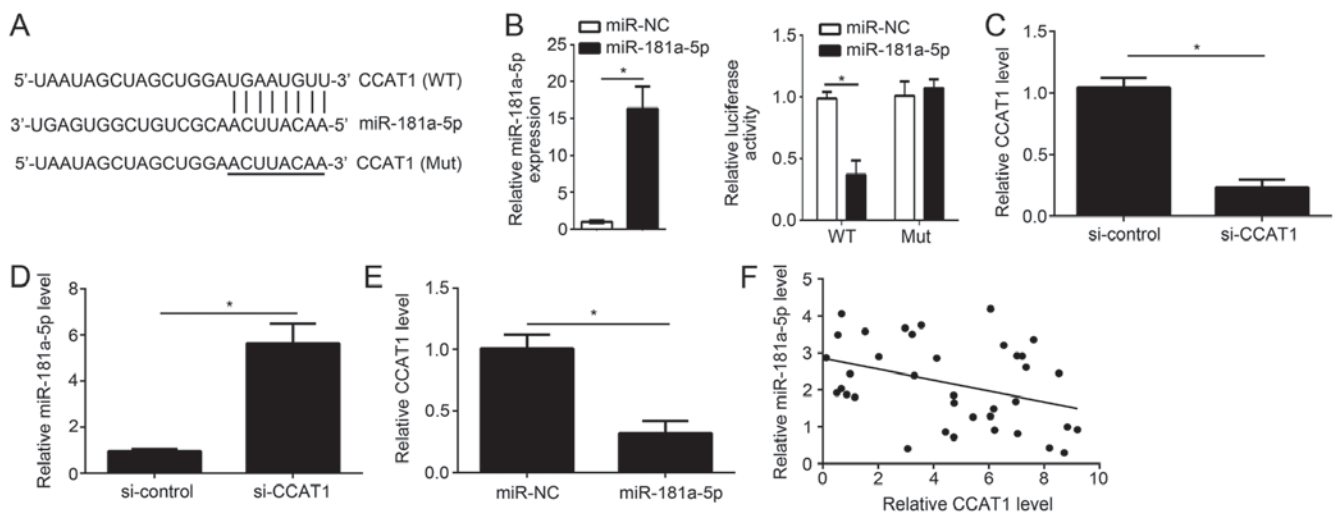 A
5'-UAAUAGCUAGCUGGAUGAAUGUU-3' CCAT1 (WT)
3'-UGAGUGGCUGUCGCAACUUACAA-5' miR-181a-5p
5'-UAAUAGCUAGCUGGAACUUACAA-3' CCAT1 (Mut)
B
miR-NC
miR-181a-5p
Relative miR-181a-5p
expression
25
20
15
10
5
0
*
miR-NC
miR-181a-5p
Relative luciferase
activity
1.5
1.0
0.5
0.0
*
WT Mut
C
Relative CCAT1 level
1.5
1.0
0.5
0.0
*
si-control si-CCAT1
D
Relative miR-181a-5p level
8
6
4
2
0
*
si-control si-CCAT1
E
Relative CCAT1 level
1.5
1.0
0.5
0.0
*
miR-NC miR-181a-5p
F
Relative miR-181a-5p level
5
4
3
2
1
0
0 2 4 6 8 10
Relative CCAT1 level